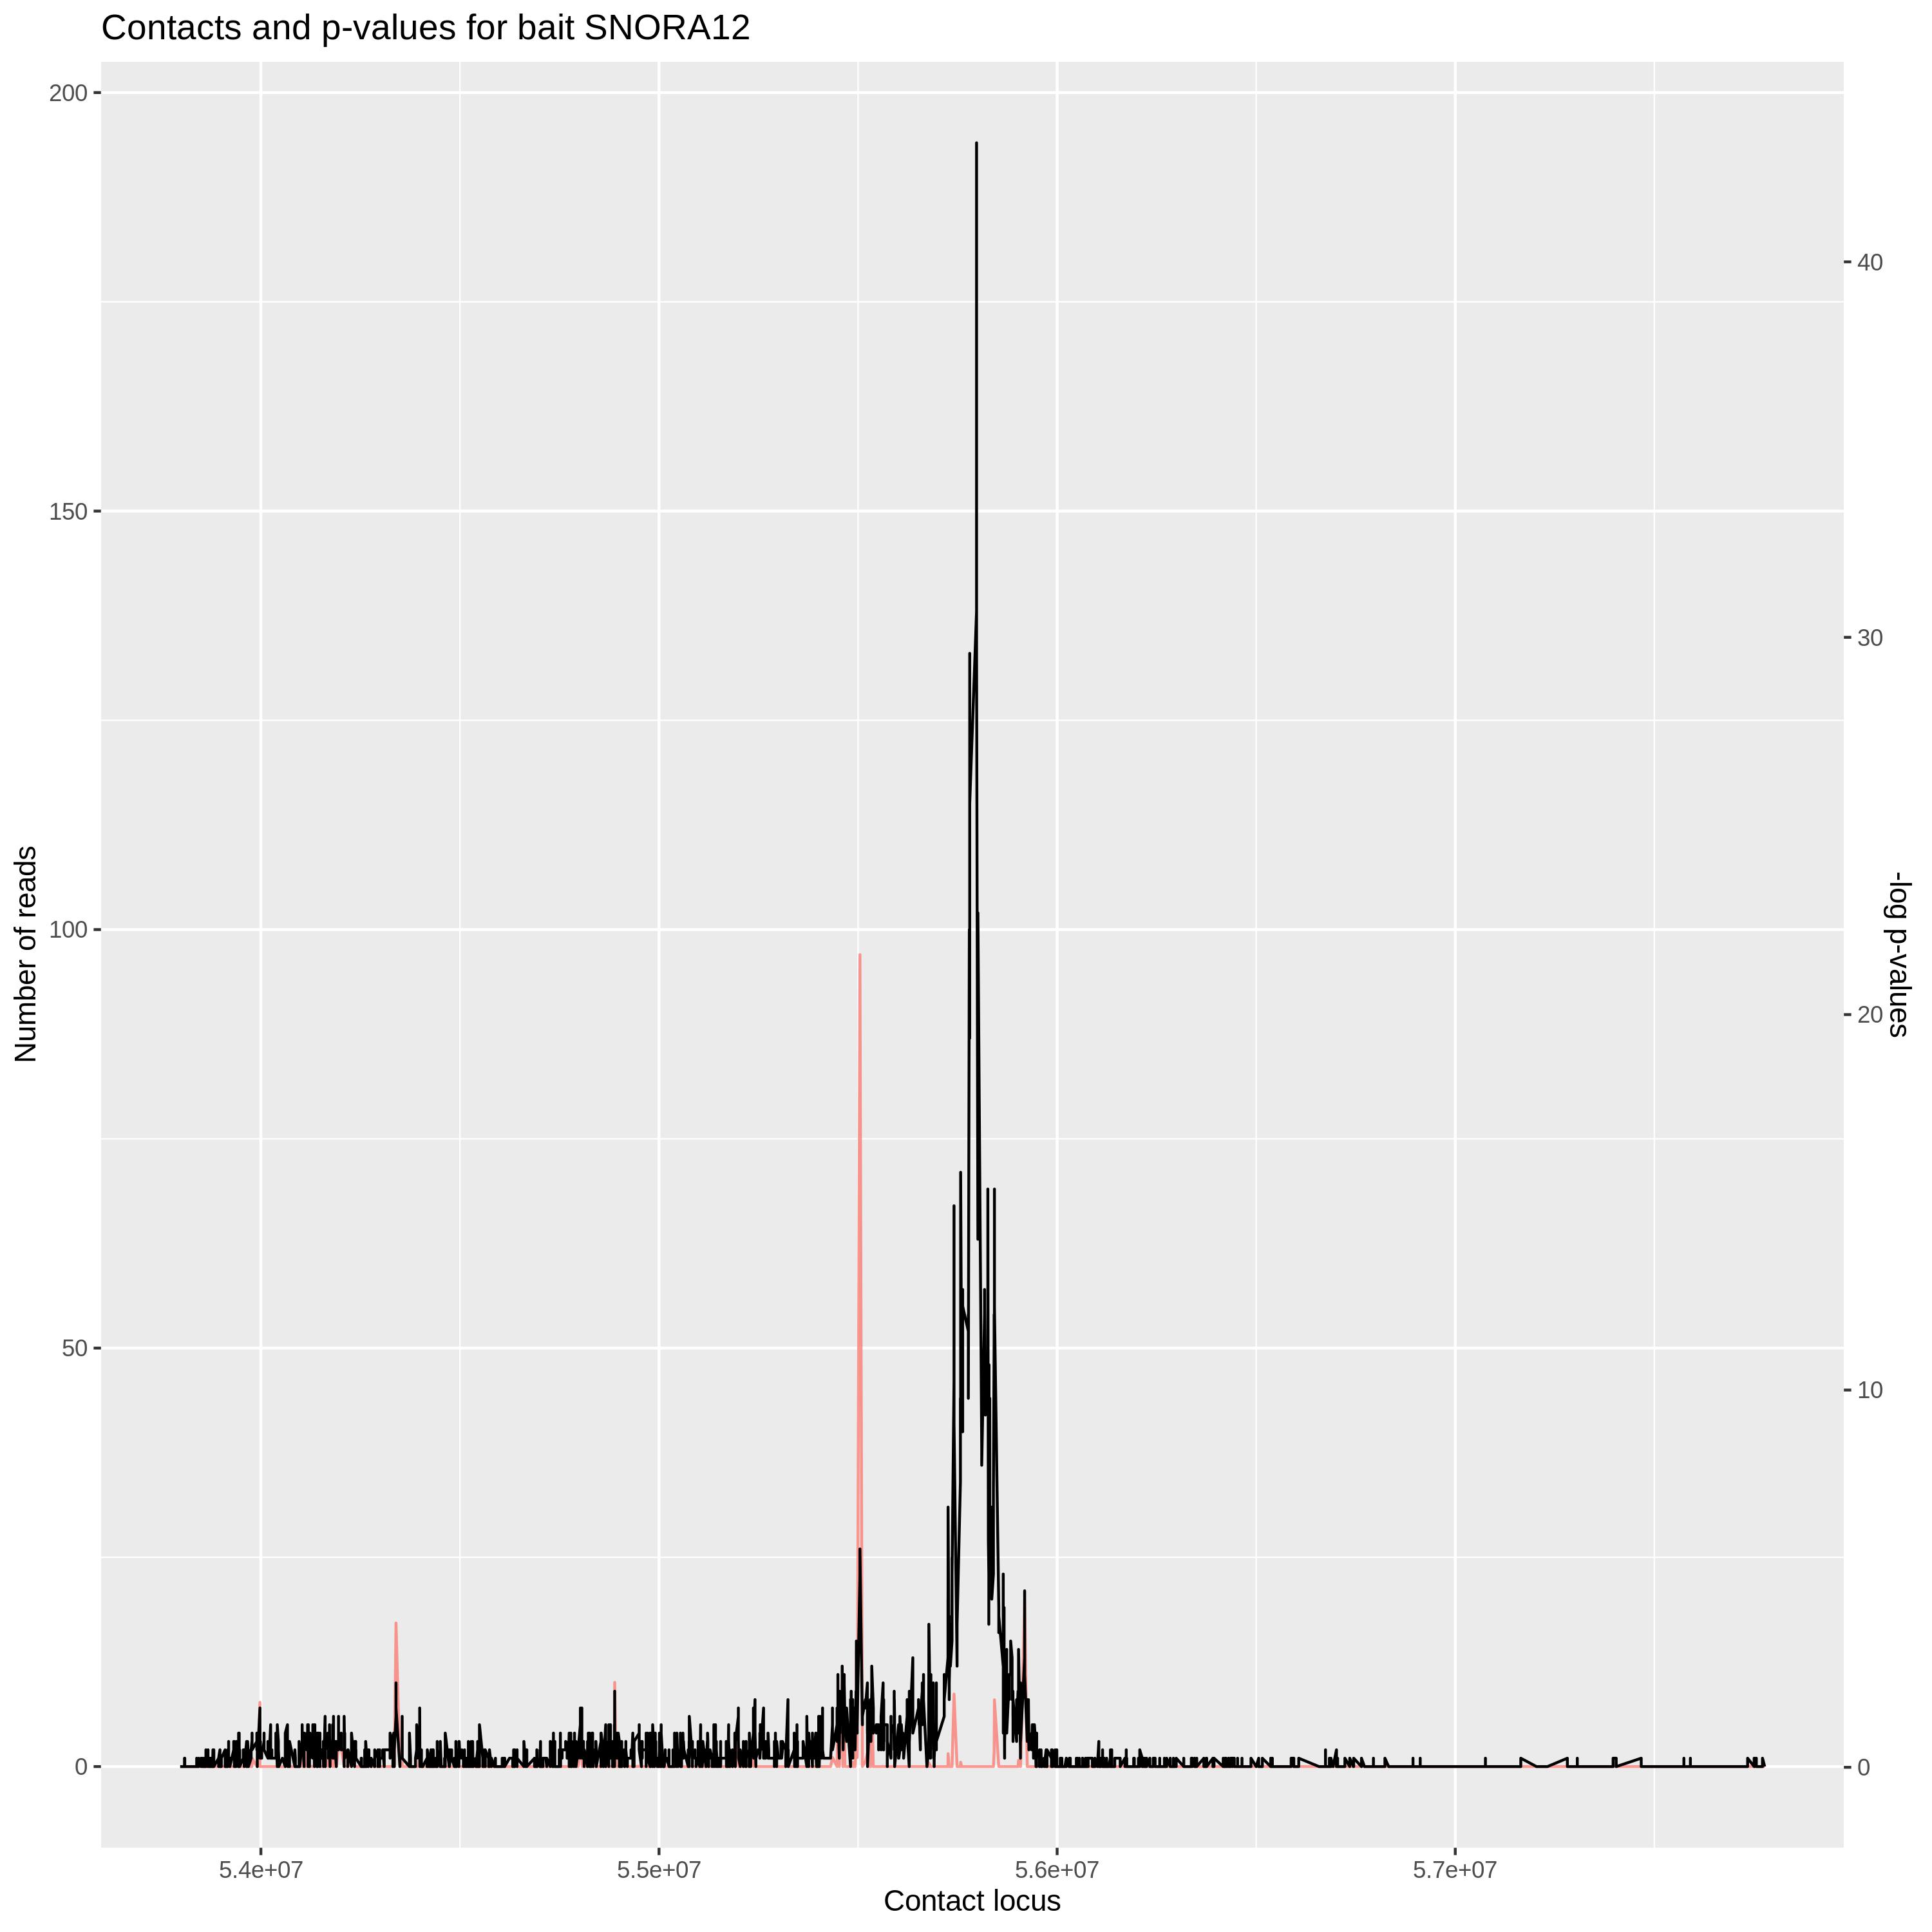 Contacts and p-values for bait SNORA12
200
150
100
50
0
Number of reads
40
30
20
10
0
-log p-values
5.4e+07 5.5e+07 5.6e+07 5.7e+07
Contact locus